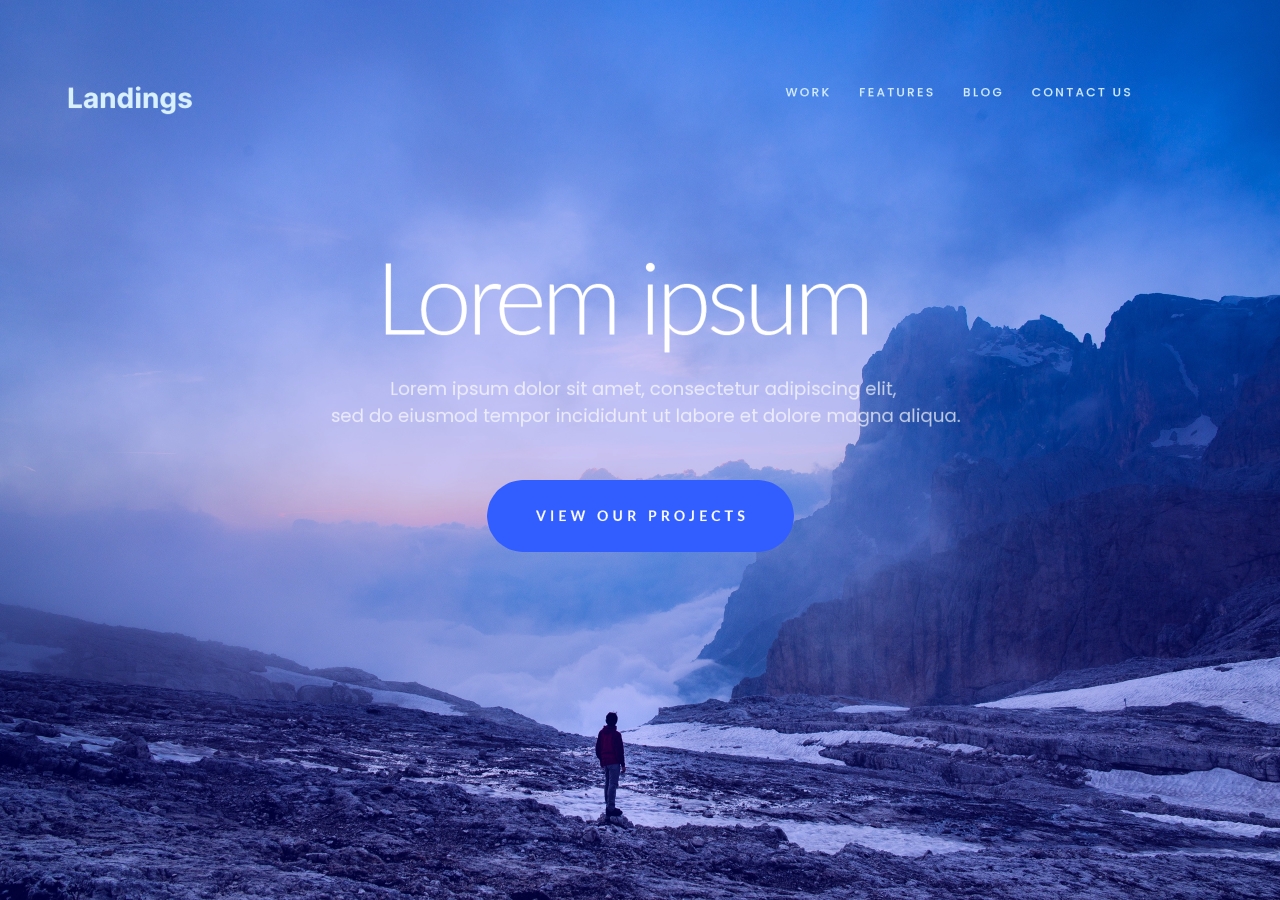 Landings
WORK FEATURES BLOG CONTACT US
Lorem ipsum
Lorem ipsum dolor sit amet, consectetur adipiscing elit,
sed do eiusmod tempor incididunt ut labore et dolore magna aliqua.
VIEW OUR PROJECTS